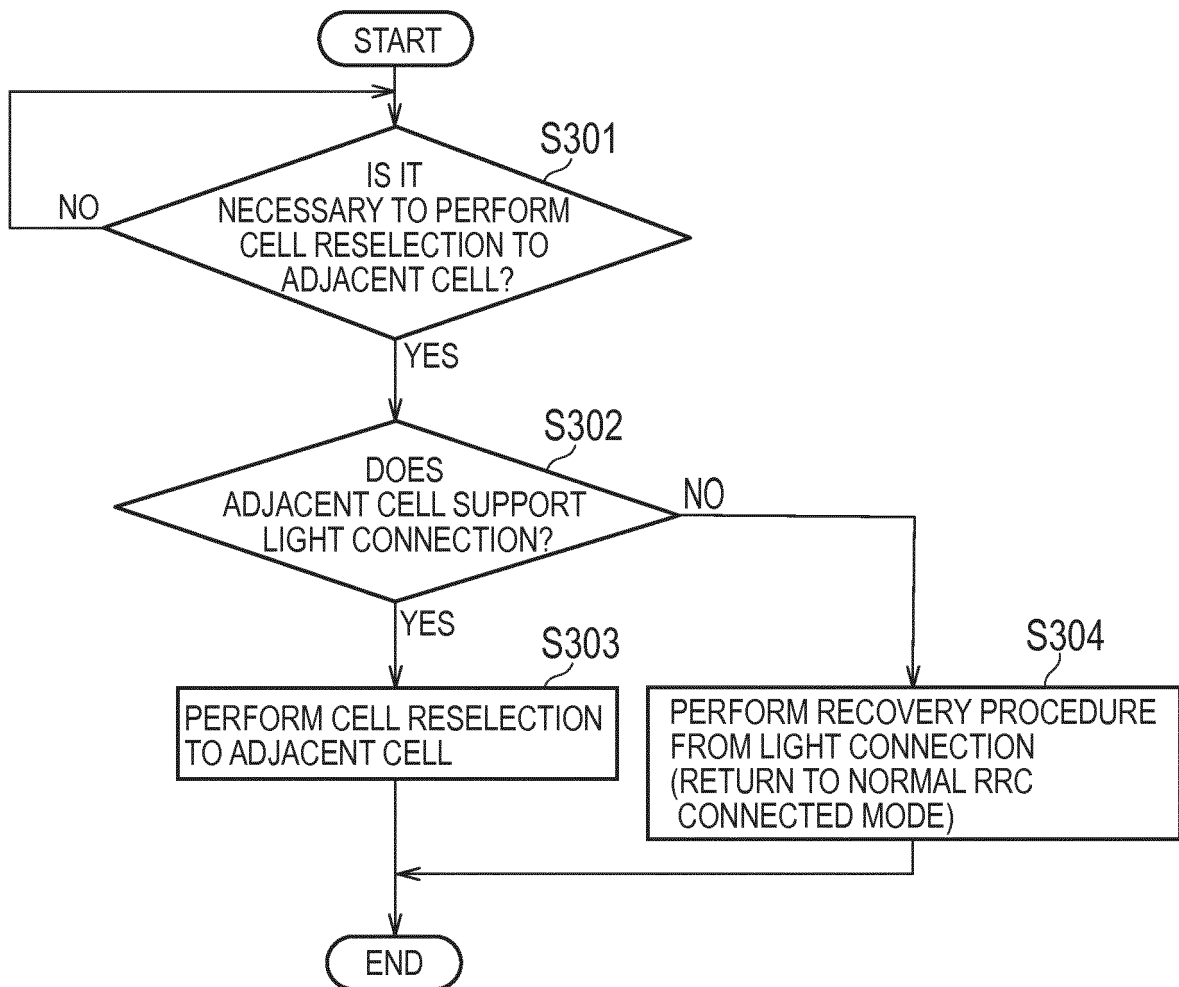 START
S301
IS IT
NECESSARY TO PERFORM
CELL RESELECTION TO
ADJACENT CELL?
NO
YES
S302
DOES
ADJACENT CELL SUPPORT
LIGHT CONNECTION?
NO
YES
S303
PERFORM CELL RESELECTION
TO ADJACENT CELL
S304
PERFORM RECOVERY PROCEDURE
FROM LIGHT CONNECTION
(RETURN TO NORMAL RRC
CONNECTED MODE)
END